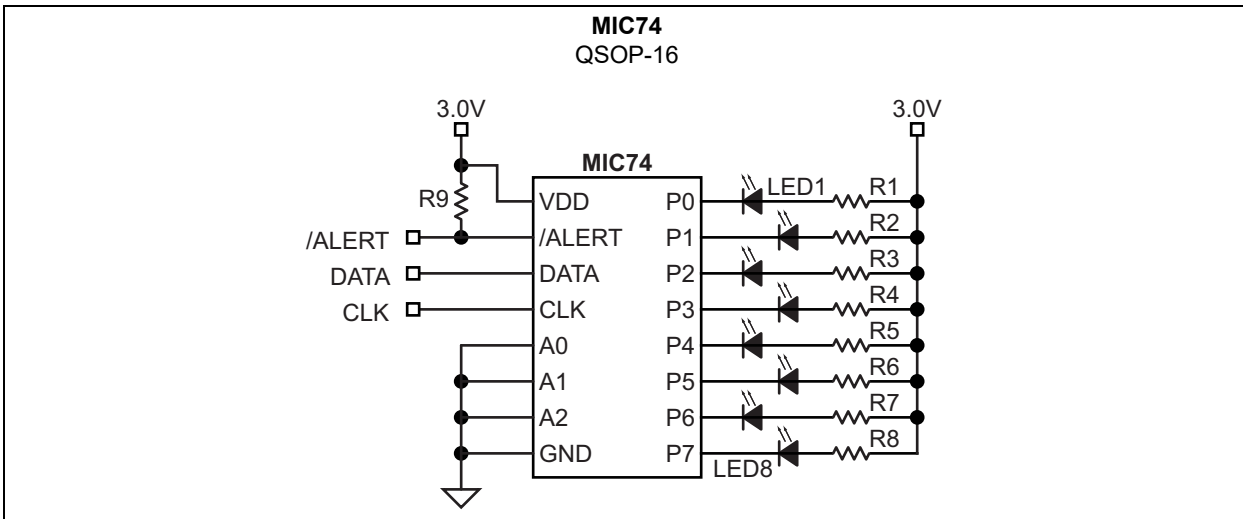 MIC74
QSOP-16
3.0V
3.0V
MIC74
R9
/ALERT
DATA
CLK
VDD
/ALERT
DATA
CLK
A0
A1
A2
GND
P0
P1
P2
P3
P4
P5
P6
P7
LED1
LED8
R1
R2
R3
R4
R5
R6
R7
R8